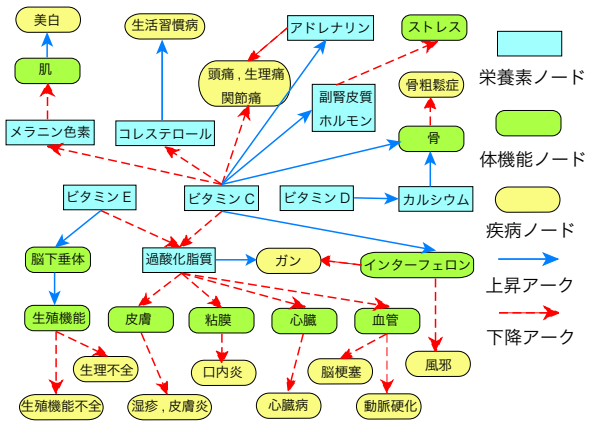 美白
生活習慣病
アドレナリン
ストレス
肌
頭痛 , 生理痛
関節痛
副腎皮質
ホルモン
骨粗鬆症
栄養素ノード
メラニン色素
コレステロール
骨
体機能ノード
ビタミンE
ビタミンC
ビタミンD
カルシウム
疾病ノード
脳下垂体
過酸化脂質
ガン
インターフェロン
上昇アーク
生殖機能
皮膚
粘膜
心臓
血管
下降アーク
生理不全
口内炎
脳梗塞
風邪
生殖機能不全
湿疹 , 皮膚炎
心臓病
動脈硬化